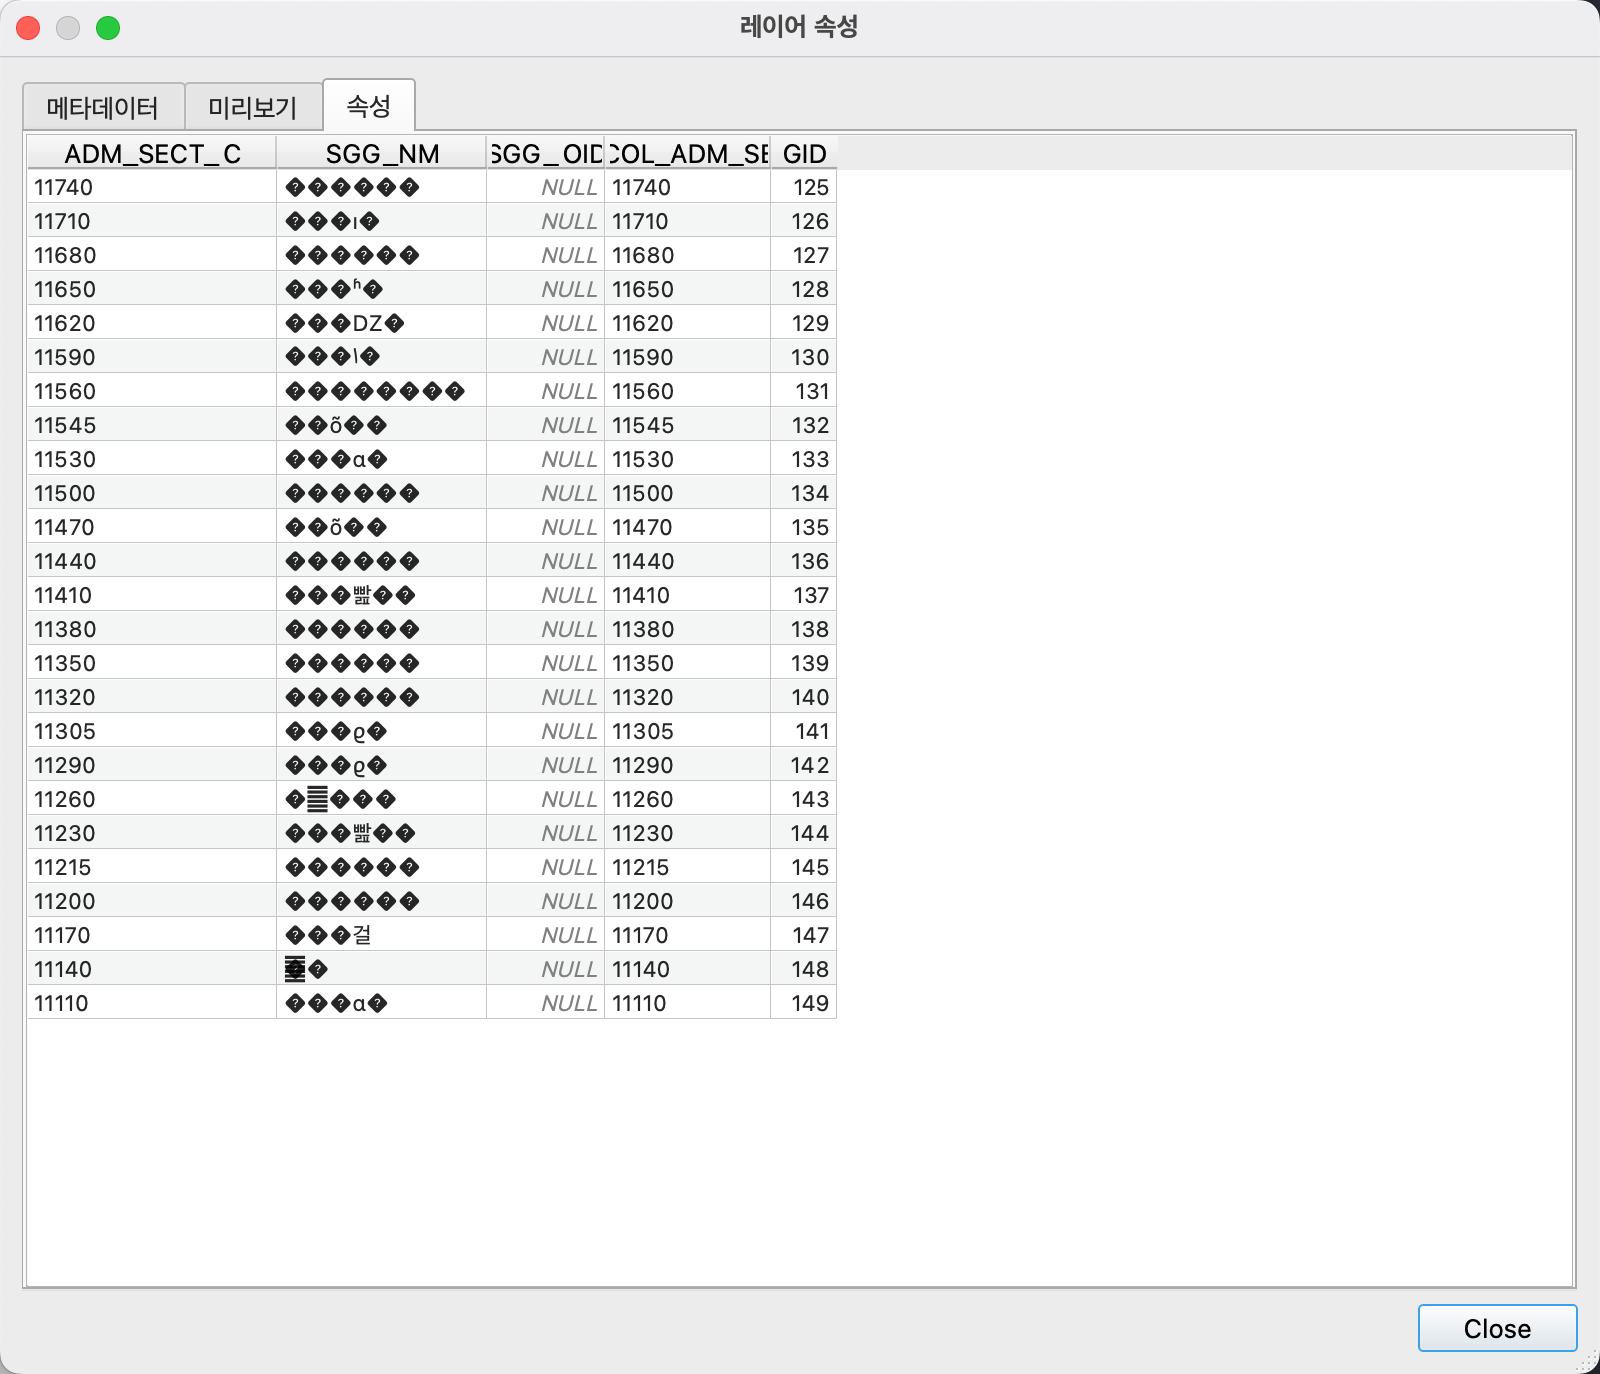 레이어 속성
메타데이터 미리보기 속성
ADM_SECT_C SGG_NM SGG_OID COL_ADM_SE GID
11740 ������ NULL 11740 125
11710 ���ı� NULL 11710 126
11680 ������ NULL 11680 127
11650 ���ʱ� NULL 11650 128
11620 ���DZ� NULL 11620 129
11590 ���� NULL 11590 130
11560 �������� NULL 11560 131
11545 ��õ�� NULL 11545 132
11530 ���α� NULL 11530 133
11500 ������ NULL 11500 134
11470 ��õ�� NULL 11470 135
11440 ������ NULL 11440 136
11410 ����� NULL 11410 137
11380 ������ NULL 11380 138
11350 ������ NULL 11350 139
11320 ������ NULL 11320 140
11305 ���ϱ� NULL 11305 141
11290 ���ϱ� NULL 11290 142
11260 ���� NULL 11260 143
11230 ����� NULL 11230 144
11215 ������ NULL 11215 145
11200 ������ NULL 11200 146
11170 ���걸 NULL 11170 147
11140 �� NULL 11140 148
11110 ���α� NULL 11110 149
Close